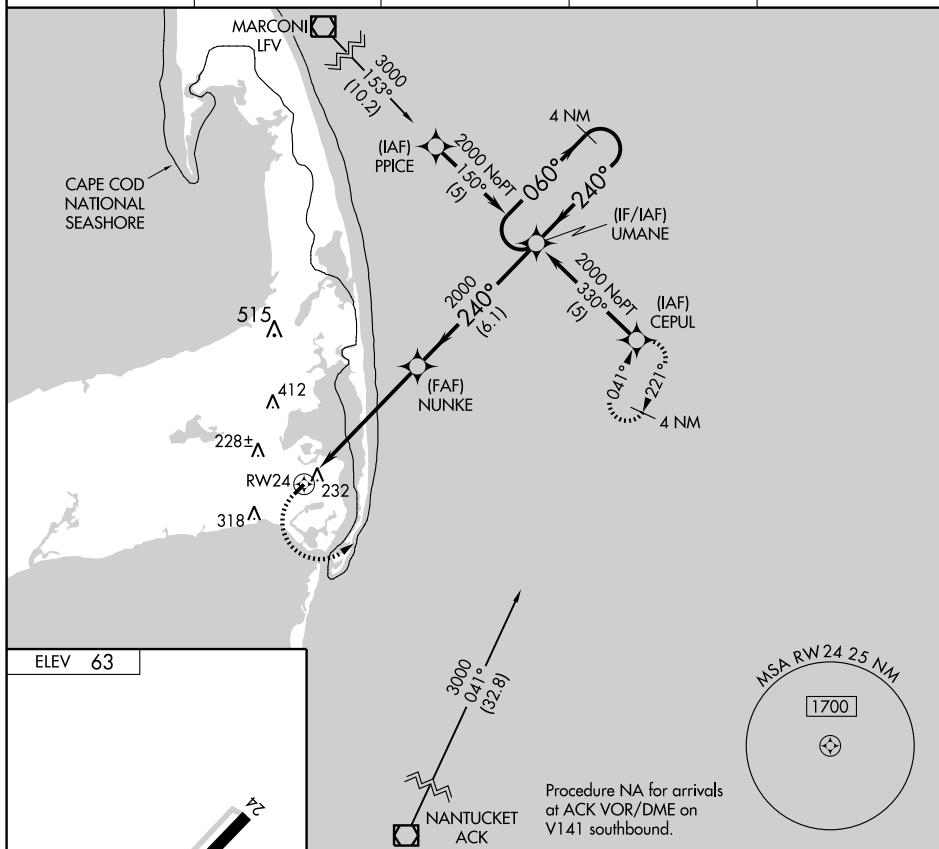 MARCONI
LFV
3000
153°
(10.2)
(IAF)
PPICE
2000 NoPT
150°
(5)
4 NM
060°
240°
(IF/IAF)
UMANE
CAPE COD
NATIONAL
SEASHORE
2000 NoPT
330°
(5)
(IAF)
CEPUL
041°
221°
4 NM
2000
240°
(6.1)
(FAF)
NUNKE
515
412
228±
RW24
232
318
3000
041°
(32.8)
NANTUCKET
ACK
Procedure NA for arrivals
at ACK VOR/DME on
V141 southbound.
MSA RW 24 25 NM
1700
ELEV 63
24